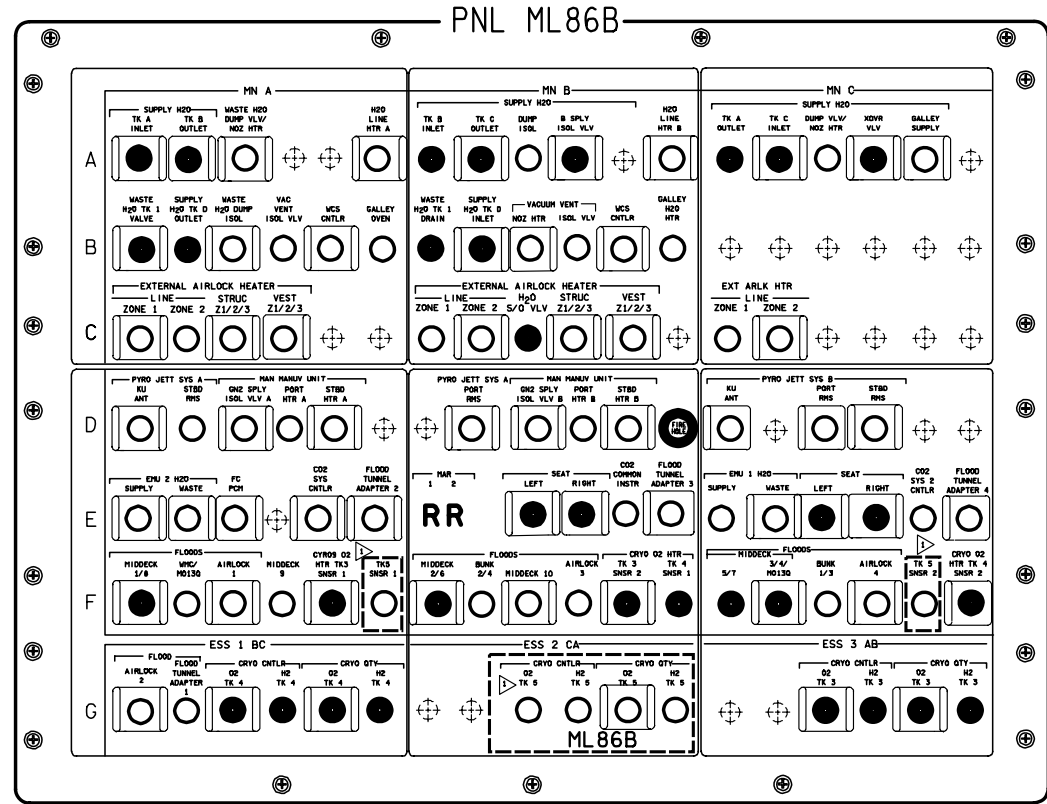 PNL ML86B
MN A
MN B
MN C
SUPPLY H2O
SUPPLY H2O
SUPPLY H2O
TK A INLET
TK B OUTLET
WASTE H2O DUMP VLV/ NOZ HTR
H2O LINE HTR A
TK B INLET
TK C OUTLET
DUMP ISOL
B SPLY ISOL VLV
H2O LINE HTR B
TK A OUTLET
TK C INLET
DUMP VLV/ NOZ HTR
XOVR VLV
GALLEY SUPPLY
A
WASTE H2O TK 1 VALVE
SUPPLY H2O TK D OUTLET
WASTE H2O DUMP ISOL
VAC VENT ISOL VLV
WCS CNTLR
GALLEY OVEN
WASTE H2O TK 1 DRAIN
SUPPLY H2O TK D INLET
VACUUM VENT
NOZ HTR
ISOL VLV
WCS CNTLR
GALLEY H2O HTR
B
EXTERNAL AIRLOCK HEATER
LINE
ZONE 1
ZONE 2
STRUC Z1/2/3
VEST Z1/2/3
EXTERNAL AIRLOCK HEATER
LINE
ZONE 1
ZONE 2
H2O S/O VLV
STRUC Z1/2/3
VEST Z1/2/3
EXT ARLK HTR
LINE
ZONE 1
ZONE 2
C
PYRO JETT SYS A
KU ANT
STBD RMS
MAN MANUV UNIT
GN2 SPLY ISOL VLV A
PORT HTR A
STBD HTR A
PYRO JETT SYS A
PORT RMS
MAN MANUV UNIT
GN2 SPLY ISOL VLV B
PORT HTR B
STBD HTR B
FIRE HOLE
PYRO JETT SYS B
KU ANT
PORT RMS
STBD RMS
D
EMU 2 H2O
SUPPLY
WASTE
FC PCM
CO2 SYS CNTLR
FLOOD TUNNEL ADAPTER 2
MAR
1 2
R R
SEAT
LEFT
RIGHT
CO2 COMMON INSTR
FLOOD TUNNEL ADAPTER 3
EMU 1 H2O
SUPPLY
WASTE
SEAT
LEFT
RIGHT
CO2 SYS 2 CNTLR
FLOOD TUNNEL ADAPTER 4
E
FLOODS
MIDDECK 1/8
WMC/ MO13Q
AIRLOCK 1
MIDDECK 9
CYRO9 O2 HTR TK3 SNSR 1
1
TK5 SNSR 1
FLOODS
MIDDECK 2/6
BUNK 2/4
MIDDECK 10
AIRLOCK 3
CRYO O2 HTR
TK 3 SNSR 2
TK 4 SNSR 1
FLOODS
MIDDECK
5/7
3/4/ MO13Q
BUNK 1/3
AIRLOCK 4
1
TK 5 SNSR 2
CRYO O2 HTR TK 4 SNSR 2
F
ESS 1 BC
ESS 2 CA
ESS 3 AB
FLOOD
AIRLOCK 2
FLOOD TUNNEL ADAPTER 1
CRYO CNTLR
O2 TK 4
H2 TK 4
CRYO QTY
O2 TK 4
H2 TK 4
1
CRYO CNTLR
O2 TK 5
H2 TK 5
CRYO QTY
O2 TK 5
H2 TK 5
CRYO CNTLR
O2 TK 3
H2 TK 3
CRYO QTY
O2 TK 3
H2 TK 3
G
ML86B